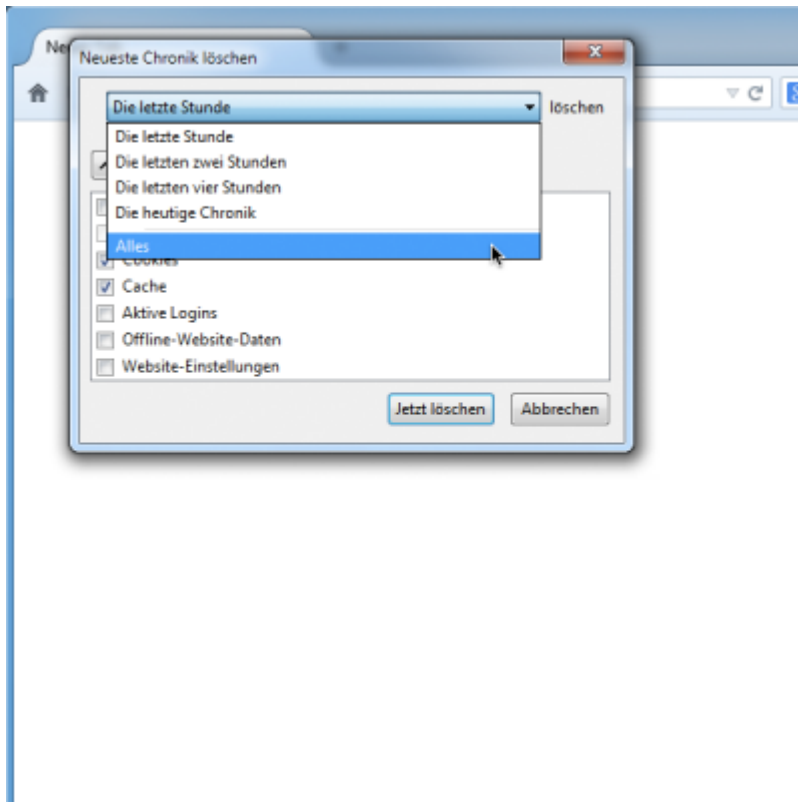 Neueste Chronik löschen
Die letzte Stunde löschen
Die letzte Stunde
Die letzten zwei Stunden
Die letzten vier Stunden
Die heutige Chronik
Alles
Cookies
Cache
Aktive Logins
Offline-Website-Daten
Website-Einstellungen
Jetzt löschen Abbrechen